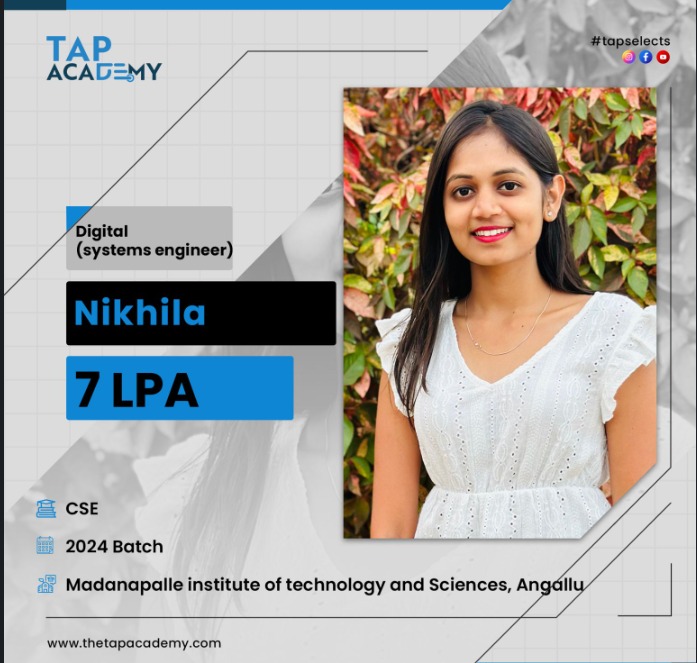 TAP
ACADEMY
#tapselects
Digital
(systems engineer)
Nikhila
7 LPA
CSE
2024 Batch
Madanapalle institute of technology and Sciences, Angallu
www.thetapacademy.com